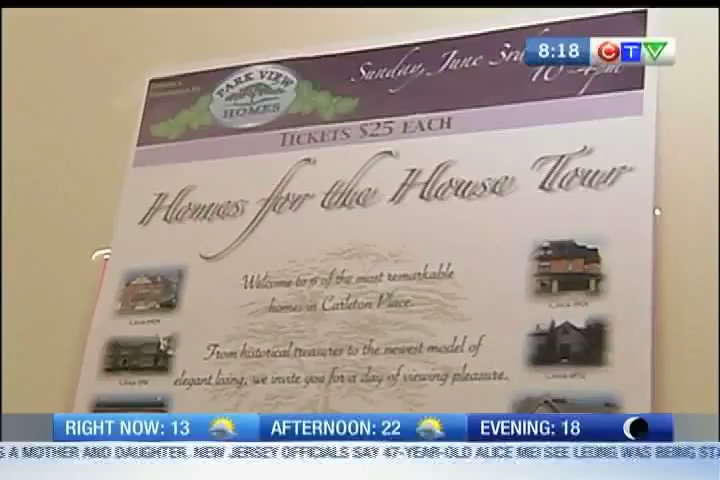 8:18 CTV
Sunday, June 3rd
10-4pm
PARK VIEW
HOMES
TICKETS $25 EACH
Homes for the House Tour
Welcome to 6 of the most remarkable
homes in Carleton Place.
From historical treasures to the newest model of
elegant living, we invite you for a day of viewing pleasure.
RIGHT NOW: 13 AFTERNOON: 22 EVENING: 18
S A MOTHER AND DAUGHTER. NEW JERSEY OFFICIALS SAY 47-YEAR-OLD ALICE MEI SEE LEUNG WAS BEING STA